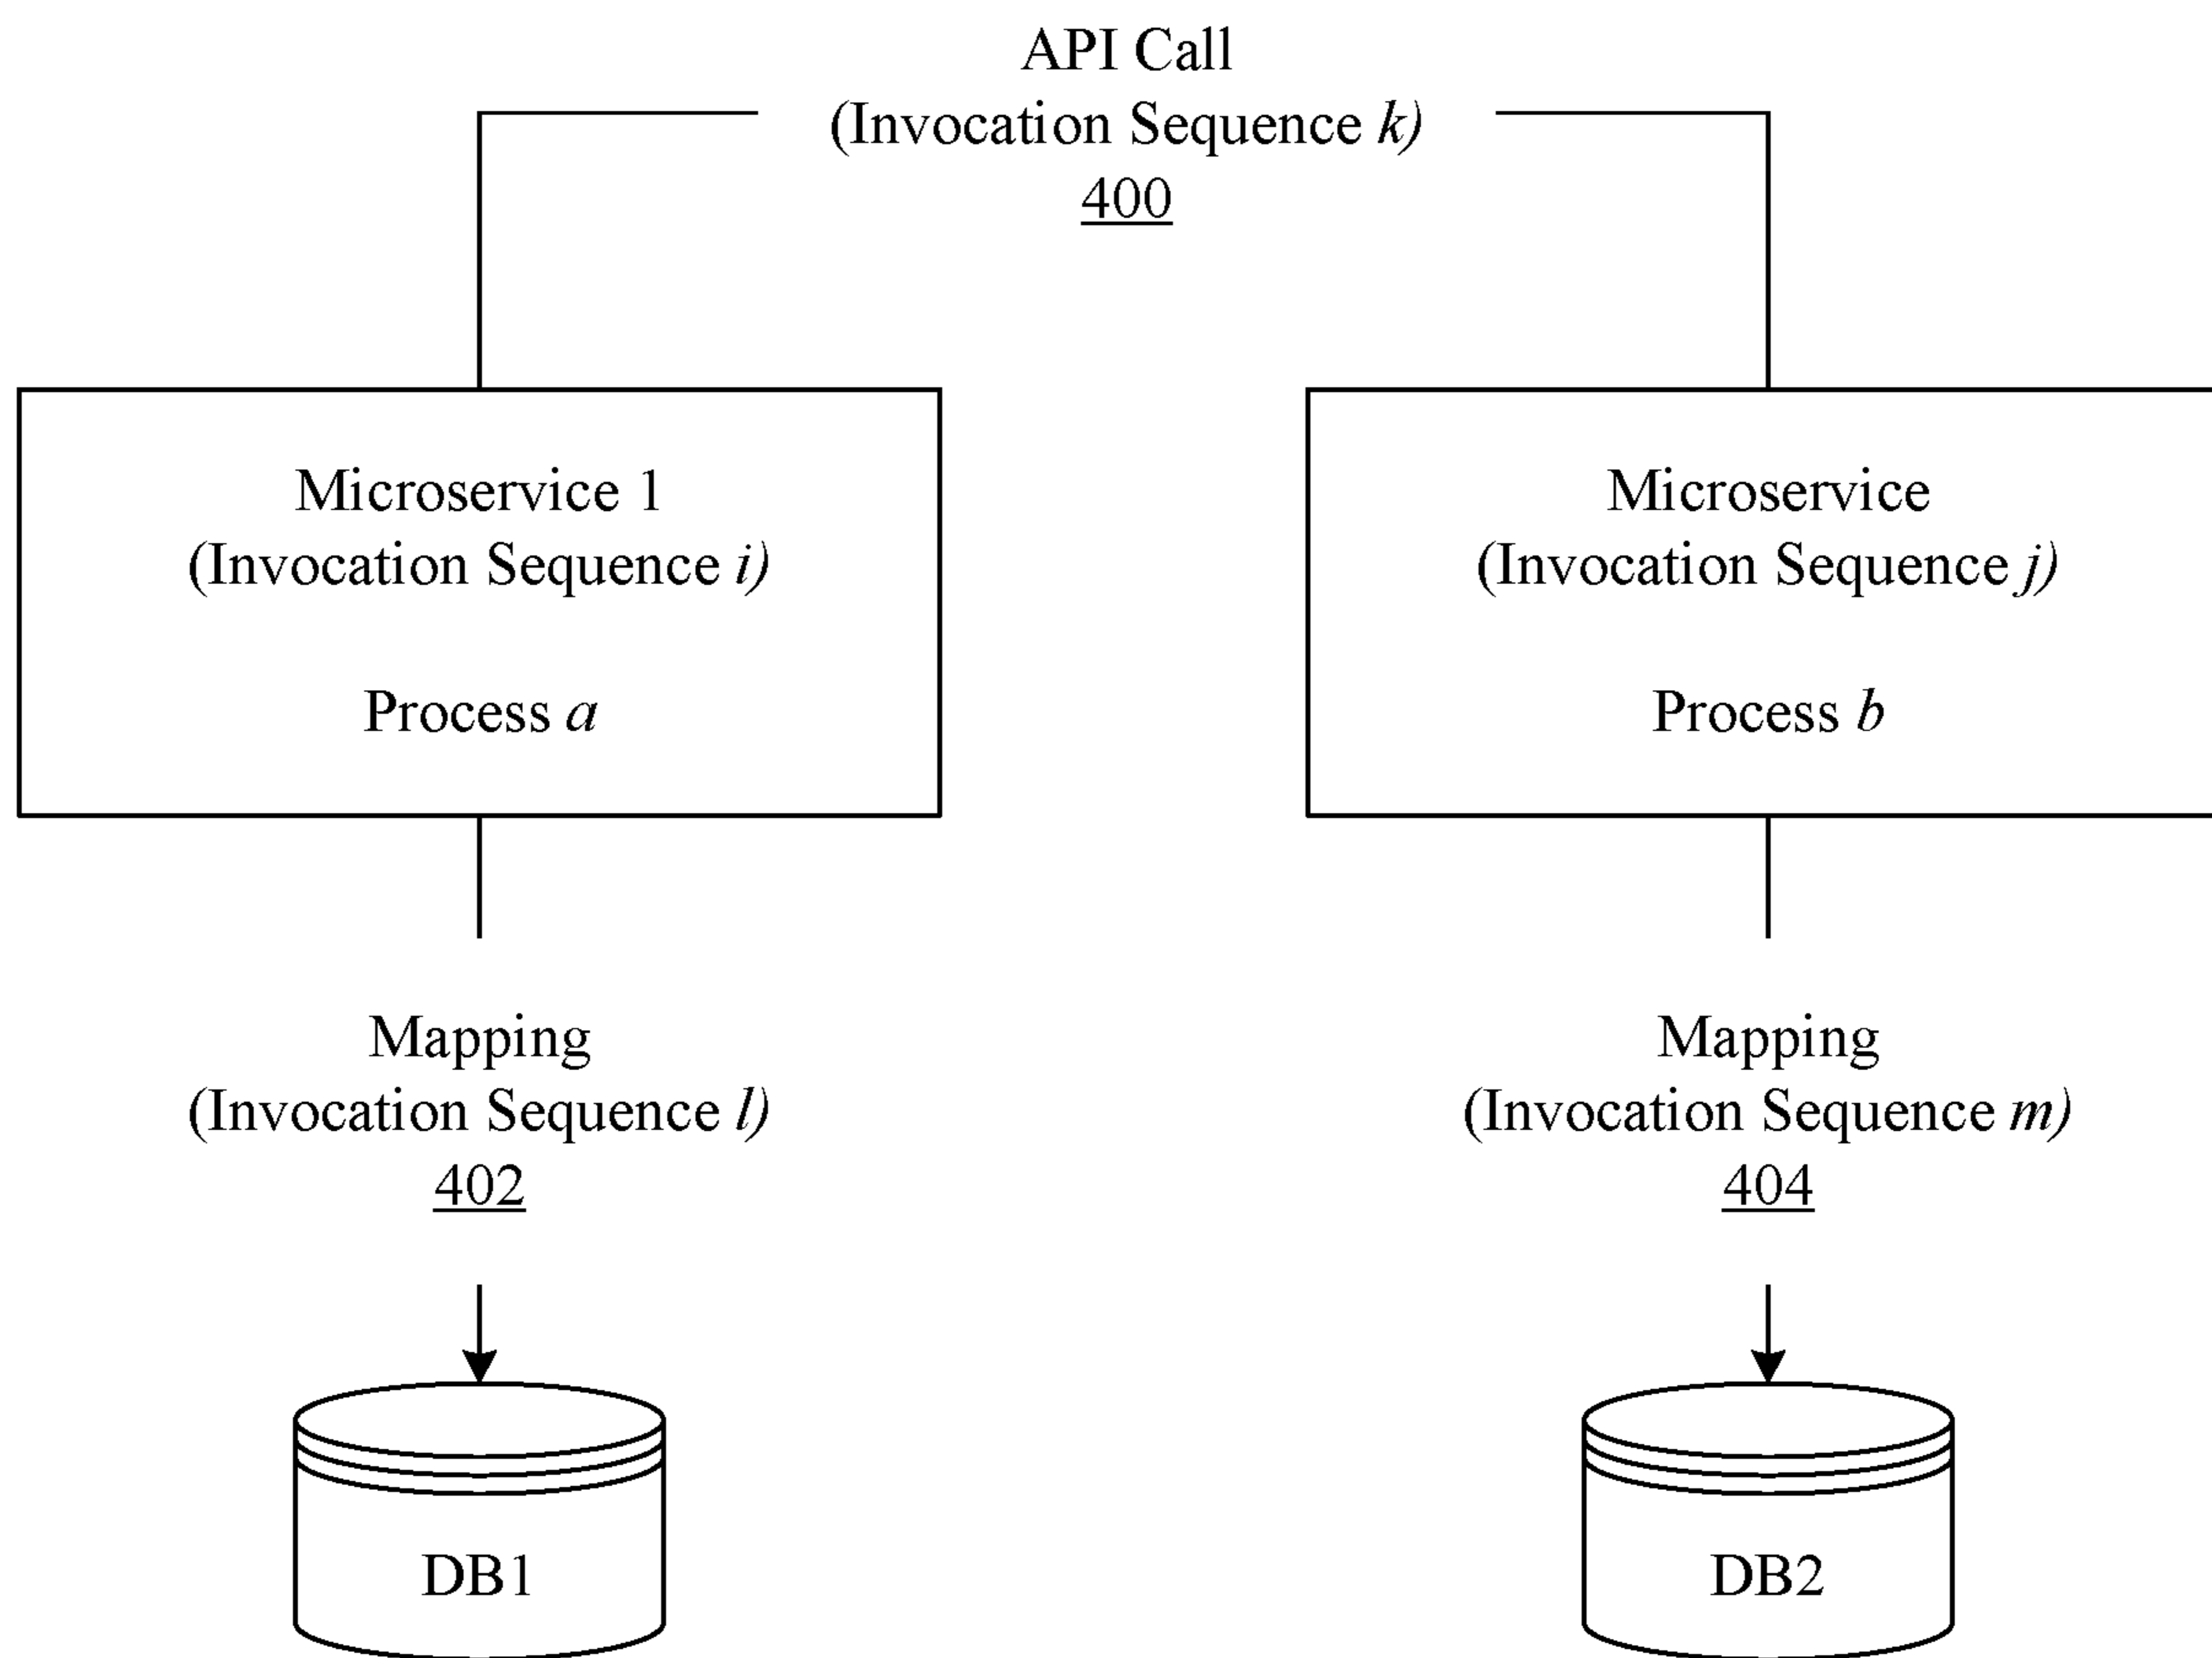 API Call
(Invocation Sequence k)
400
Microservice 1
(Invocation Sequence i)
Process a
Microservice
(Invocation Sequence j)
Process b
Mapping
(Invocation Sequence l)
402
Mapping
(Invocation Sequence m)
404
DB1
DB2